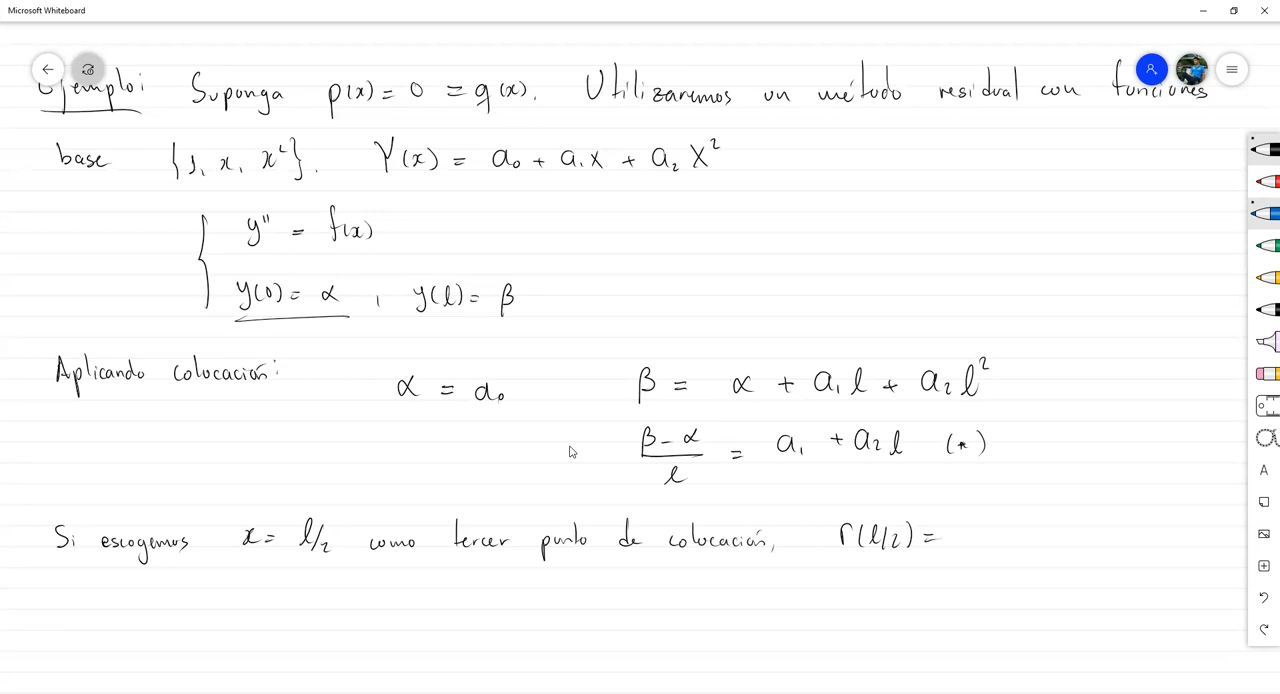 Microsoft Whiteboard
Ejemplo: Suponga p(x) = 0 = q(x). Utilizaremos un método residual con funciones
base {1, x, x²}. Y(x) = a₀ + a₁x + a₂x²
y'' = f(x)
y(0) = α , y(l) = β
Aplicando colocación: α = a₀ β = α + a₁l + a₂l²
(β - α)/l = a₁ + a₂l (*)
Si escogemos x = l/2 como tercer punto de colocación, r(l/2) =
A